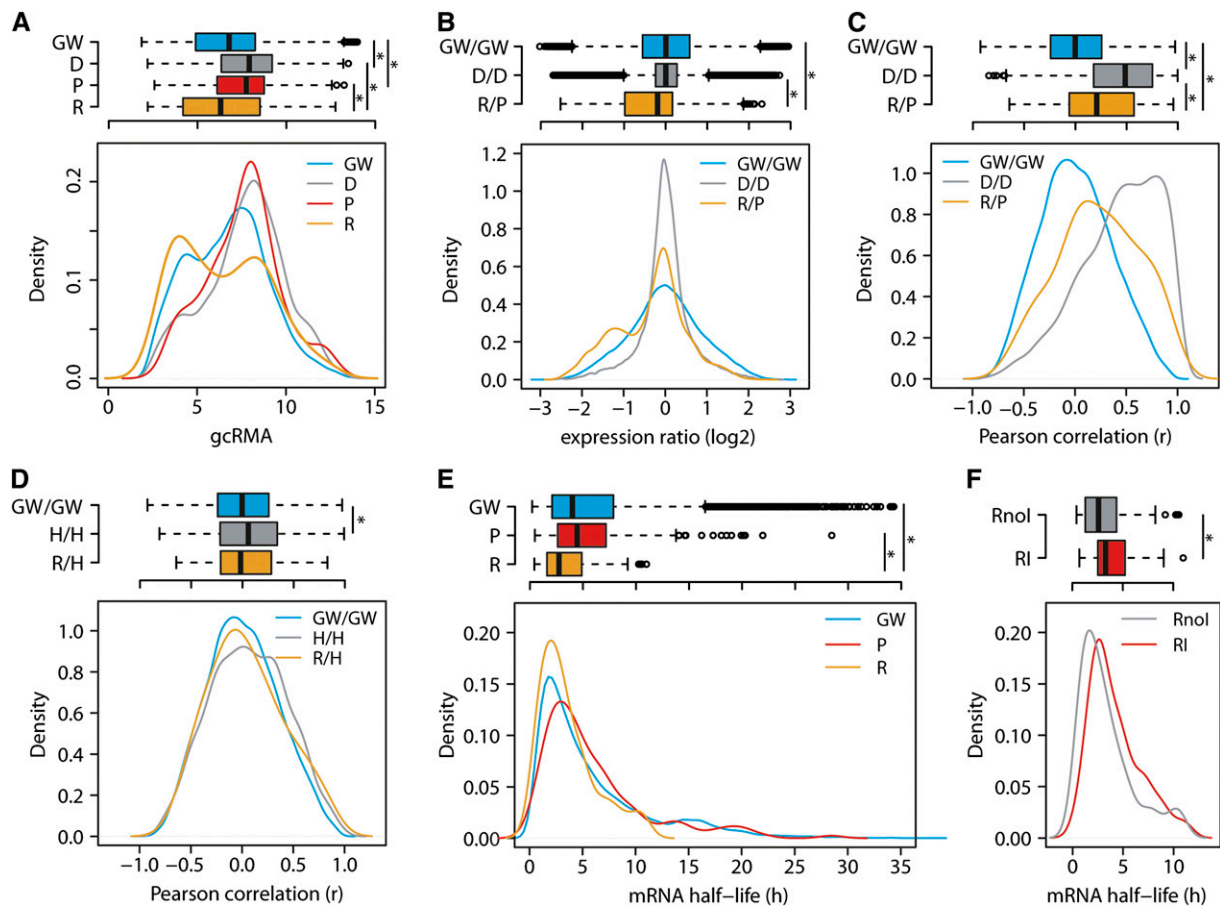 A
GW
D
P
R
* * * *
GW
D
P
R
Density
0.0 0.1 0.2
0 5 10 15
gcRMA
B
GW/GW
D/D
R/P
* *
GW/GW
D/D
R/P
Density
0.0 0.2 0.4 0.6 0.8 1.0 1.2
−3 −2 −1 0 1 2 3
expression ratio (log2)
C
GW/GW
D/D
R/P
* *
GW/GW
D/D
R/P
Density
0.0 0.2 0.4 0.6 0.8 1.0
−1.0 −0.5 0.0 0.5 1.0
Pearson correlation (r)
D
GW/GW
H/H
R/H
*
GW/GW
H/H
R/H
Density
0.0 0.2 0.4 0.6 0.8 1.0
−1.0 −0.5 0.0 0.5 1.0
Pearson correlation (r)
E
GW
P
R
* *
GW
P
R
Density
0.00 0.05 0.10 0.15 0.20
0 5 10 15 20 25 30 35
mRNA half−life (h)
F
RnoI
RI
*
RnoI
RI
Density
0.00 0.05 0.10 0.15 0.20
0 5 10
mRNA half−life (h)